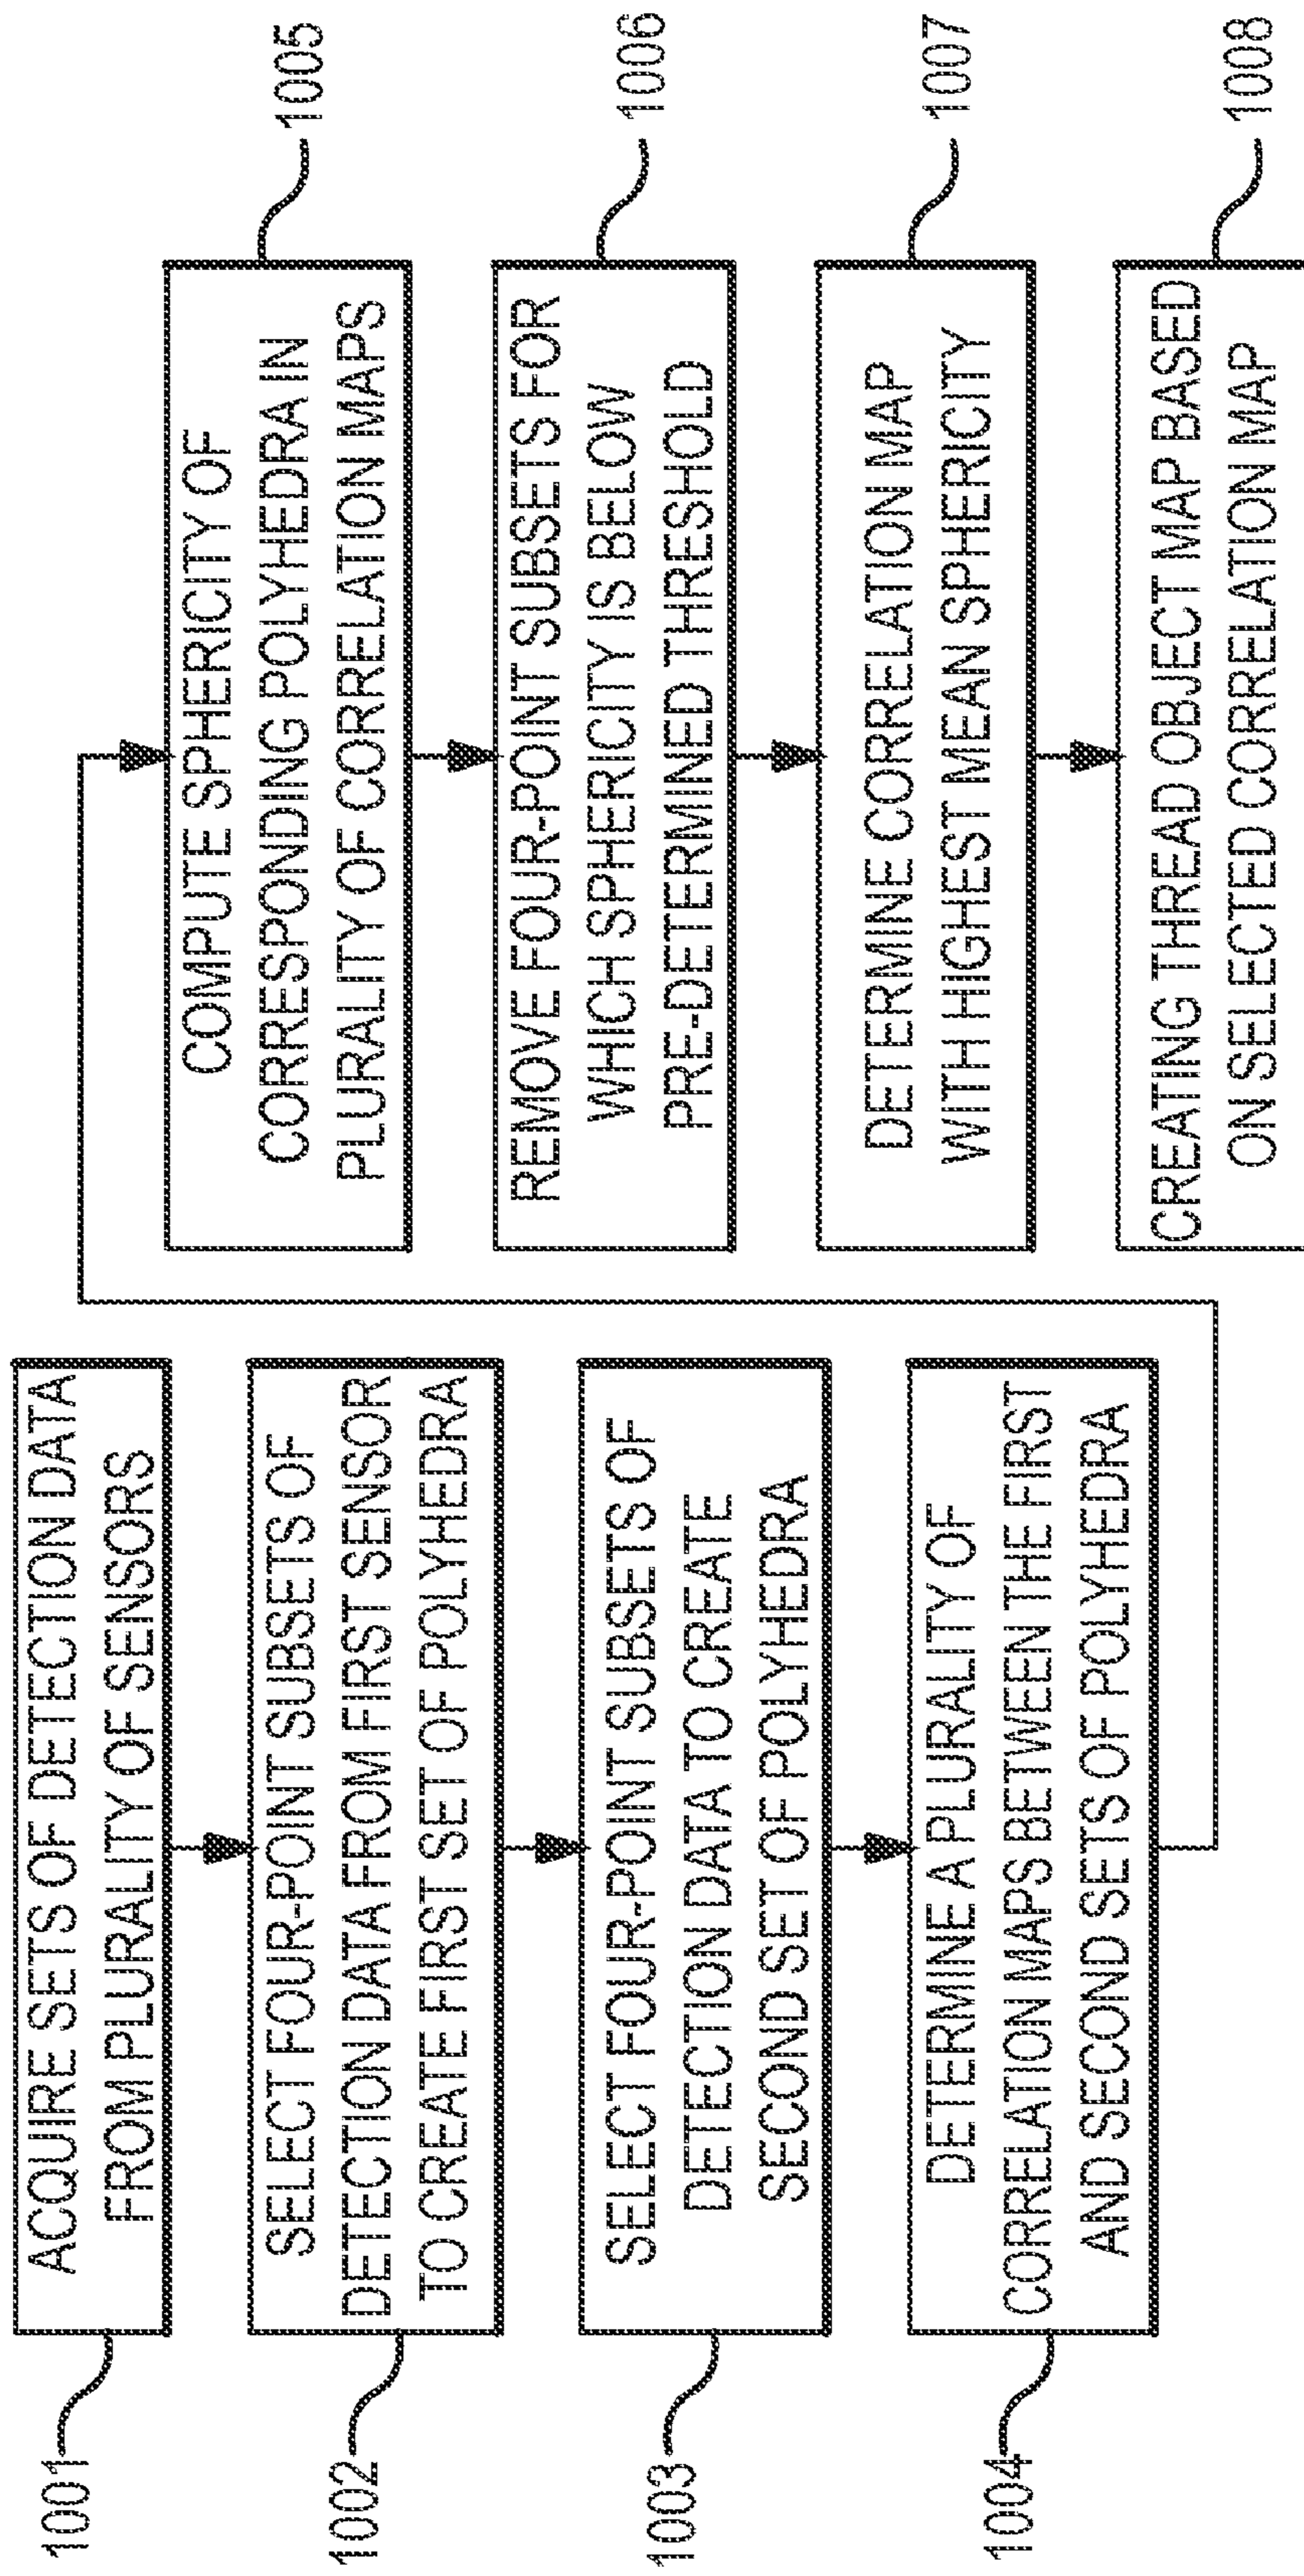 1001
ACQUIRE SETS OF DETECTION DATA
FROM PLURALITY OF SENSORS
1002
SELECT FOUR-POINT SUBSETS OF
DETECTION DATA FROM FIRST SENSOR
TO CREATE FIRST SET OF POLYHEDRA
1003
SELECT FOUR-POINT SUBSETS OF
DETECTION DATA TO CREATE
SECOND SET OF POLYHEDRA
1004
DETERMINE A PLURALITY OF
CORRELATION MAPS BETWEEN THE FIRST
AND SECOND SETS OF POLYHEDRA
COMPUTE SPHERICITY OF
CORRESPONDING POLYHEDRA IN
PLURALITY OF CORRELATION MAPS
1005
REMOVE FOUR-POINT SUBSETS FOR
WHICH SPHERICITY IS BELOW
PRE-DETERMINED THRESHOLD
1006
DETERMINE CORRELATION MAP
WITH HIGHEST MEAN SPHERICITY
1007
CREATING THREAD OBJECT MAP BASED
ON SELECTED CORRELATION MAP
1008